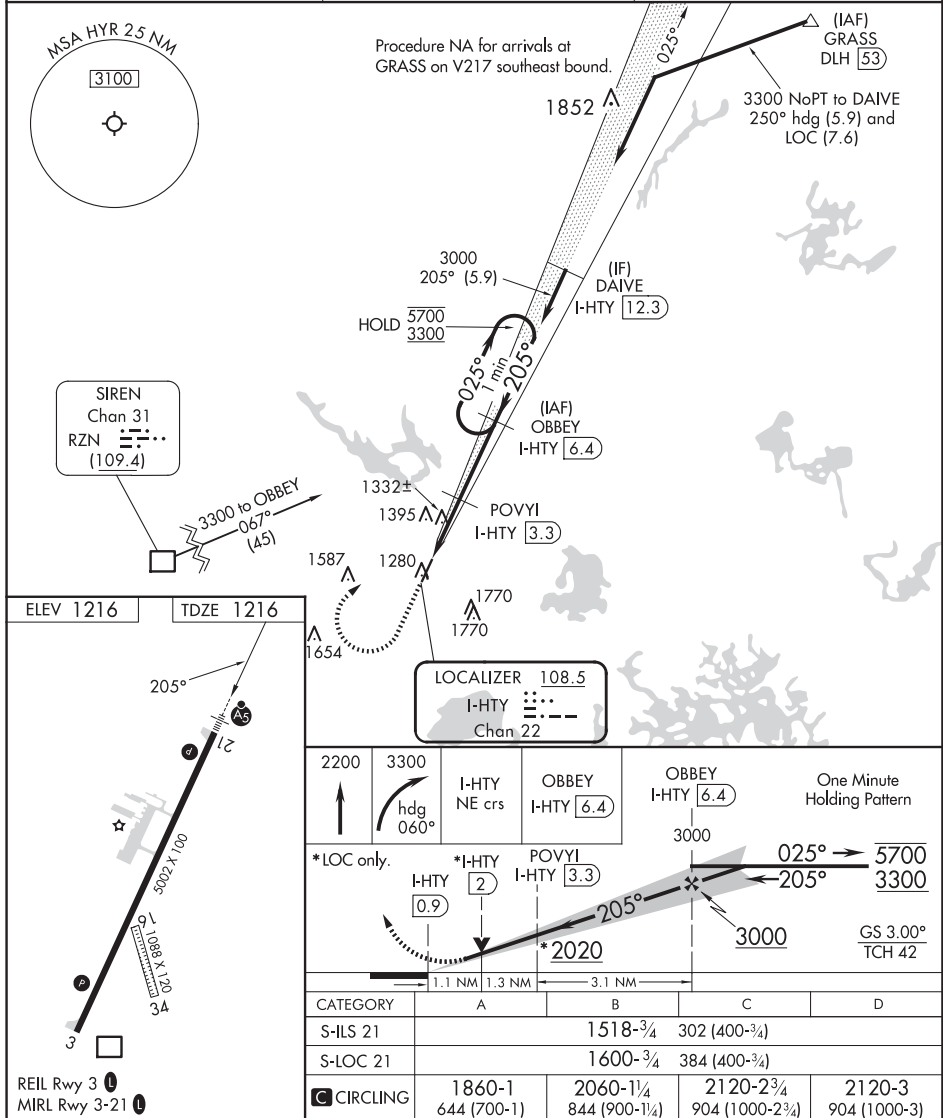 MSA HYR 25 NM
3100
Procedure NA for arrivals at
GRASS on V217 southeast bound.
025°
(IAF)
GRASS
DLH 53
1852
3300 NoPT to DAIVE
250° hdg (5.9) and
LOC (7.6)
3000
205° (5.9)
(IF)
DAIVE
I-HTY 12.3
HOLD 5700
3300
025°
1 min
205°
(IAF)
OBBEY
I-HTY 6.4
SIREN
Chan 31
RZN
(109.4)
3300 to OBBEY
067°
(45)
1332±
1395
POVYI
I-HTY 3.3
1587
1280
1770
1770
1654
LOCALIZER 108.5
I-HTY
Chan 22
ELEV 1216
TDZE 1216
205°
A5
21
P
5002 X 100
16
1088 X 120
34
P
3
REIL Rwy 3 L
MIRL Rwy 3-21 L
2200
3300
hdg
060°
I-HTY
NE crs
OBBEY
I-HTY 6.4
OBBEY
I-HTY 6.4
One Minute
Holding Pattern
3000
*LOC only.
I-HTY
0.9
*I-HTY
2
POVYI
I-HTY 3.3
025°
5700
205°
3300
205°
*2020
3000
GS 3.00°
TCH 42
1.1 NM
1.3 NM
3.1 NM
CATEGORY A B C D
S-ILS 21 1518-¾ 302 (400-¾)
S-LOC 21 1600-¾ 384 (400-¾)
C CIRCLING 1860-1 2060-1¼ 2120-2¾ 2120-3
644 (700-1) 844 (900-1¼) 904 (1000-2¾) 904 (1000-3)